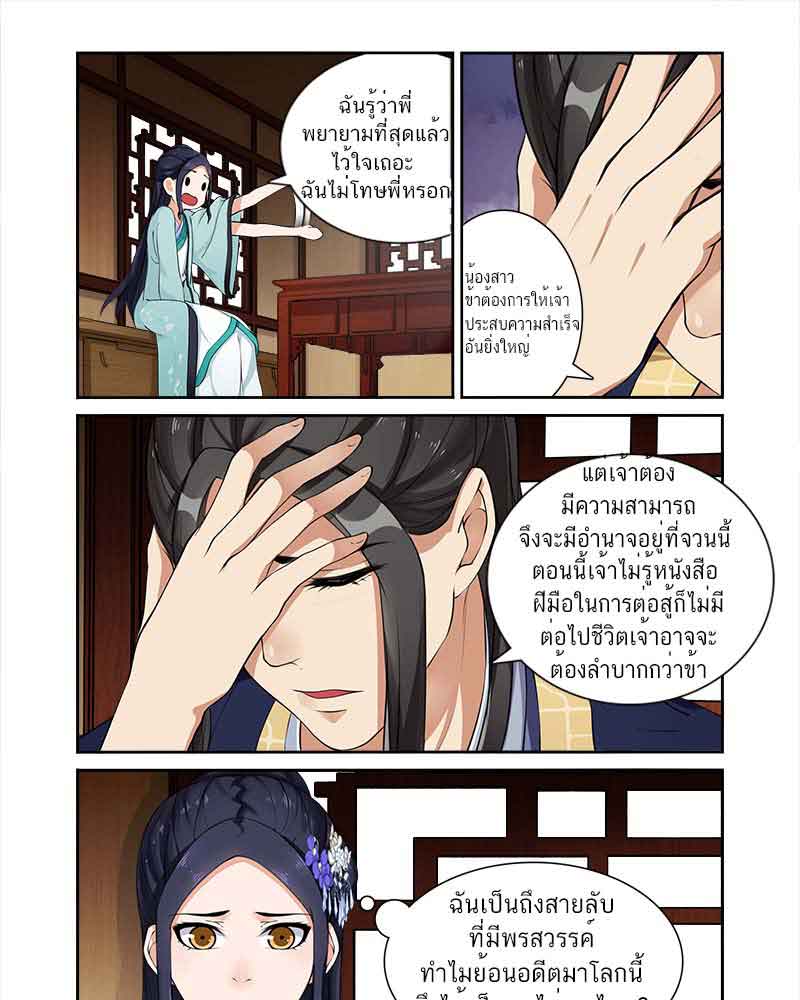 ฉันรู้ว่าพี่
พยายามที่สุดแล้ว
ไว้ใจเถอะ
ฉันไม่โทษพี่หรอก
น้องสาว
ข้าต้องการให้เจ้า
ประสบความสำเร็จ
อันยิ่งใหญ่
แต่เจ้าต้อง
มีความสามารถ
จึงจะมีอำนาจอยู่ที่จวนนี้
ตอนนี้เจ้าไม่รู้หนังสือ
ฝีมือในการต่อสู้ก็ไม่มี
ต่อไปชีวิตเจ้าอาจจะ
ต้องลำบากกว่าข้า
ฉันเป็นถึงสายลับ
ที่มีพรสวรรค์
ทำไมย้อนอดีตมาโลกนี้